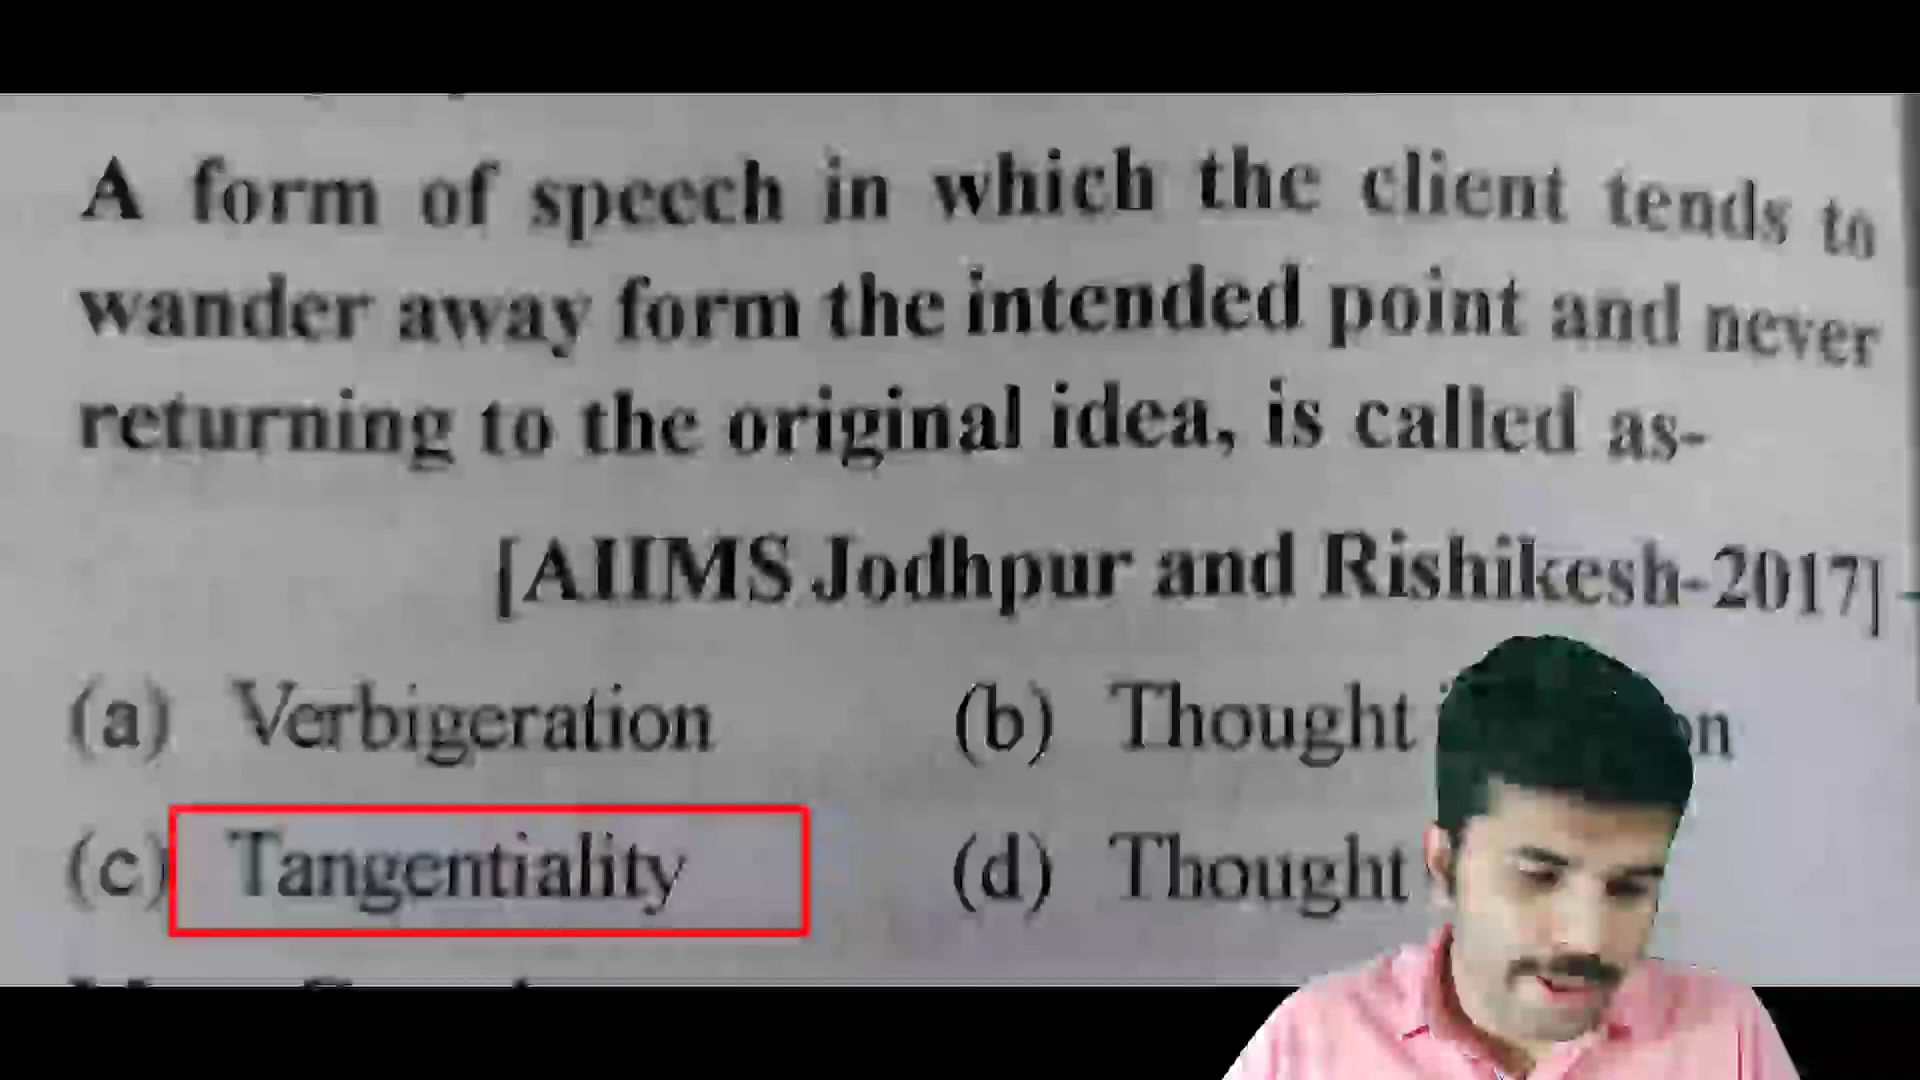 A form of speech in which the client tends to
wander away form the intended point and never
returning to the original idea, is called as-
[AIIMS Jodhpur and Rishikesh-2017]
(a) Verbigeration (b) Thought
(c) Tangentiality (d) Thought